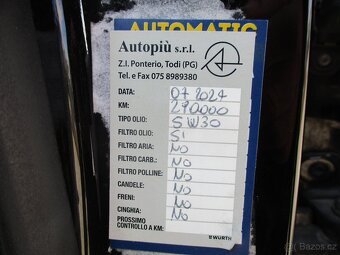 AUTOMATIC
Autopiù s.r.l.
Z.I. Ponterio, Todi (PG)
Tel. e Fax 075 8989380
DATA: 07 2024
KM: 290000
TIPO OLIO: 5W30
FILTRO OLIO: SI
FILTRO ARIA: NO
FILTRO CARB.: NO
FILTRO POLLINE: NO
CANDELE: NO
FRENI: NO
CINGHIA: NO
PROSSIMO
CONTROLLO A KM:
WÜRTH
Bazoš.cz